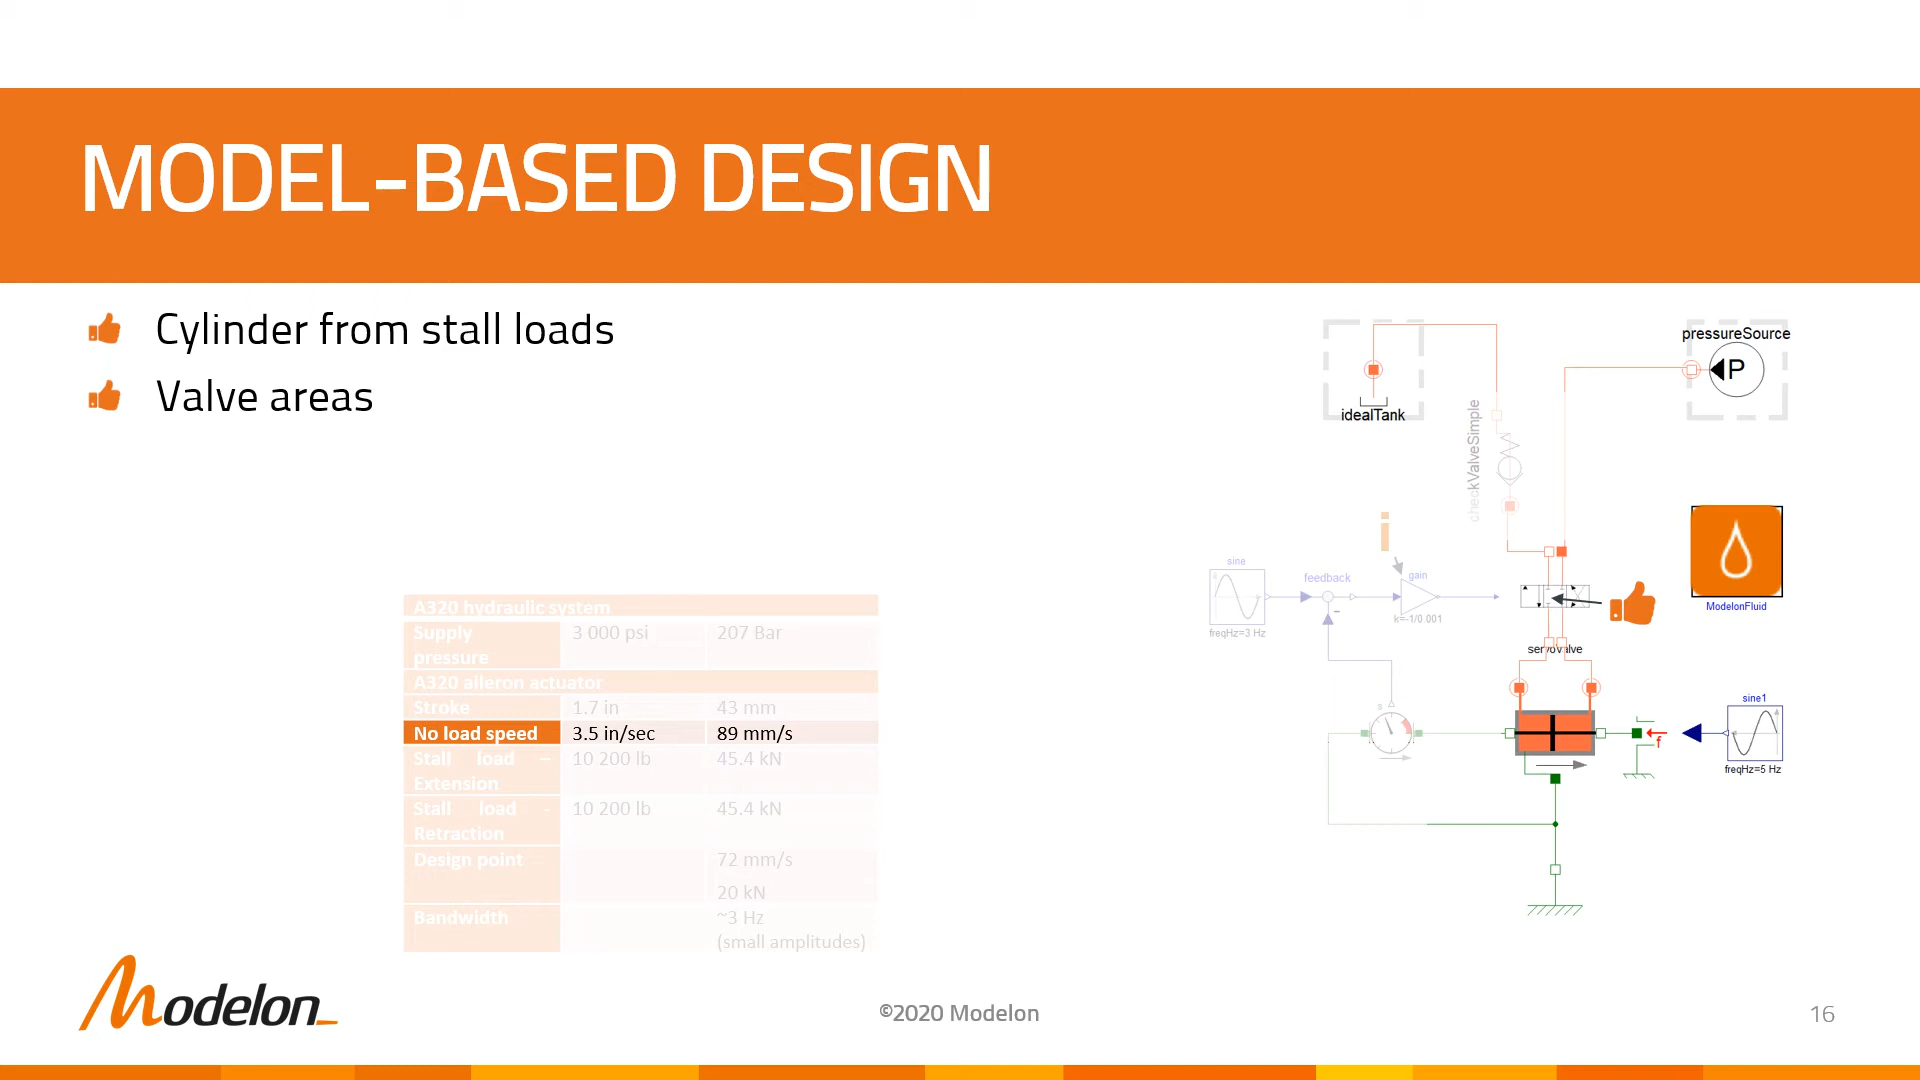 MODEL-BASED DESIGN
Cylinder from stall loads
Valve areas
pressureSource
P
idealTank
checkValveSimple
i
sine
freqHz=3 Hz
feedback
gain
k=-1/0.001
ModelonFluid
servoValve
s
f
sine1
freqHz=5 Hz
A320 hydraulic system
Supply pressure 3 000 psi 207 Bar
A320 aileron actuator
Stroke 1.7 in 43 mm
No load speed 3.5 in/sec 89 mm/s
Stall load – Extension 10 200 lb 45.4 kN
Stall load - Retraction 10 200 lb 45.4 kN
Design point 72 mm/s
20 kN
Bandwidth ~3 Hz
(small amplitudes)
Modelon
©2020 Modelon
16